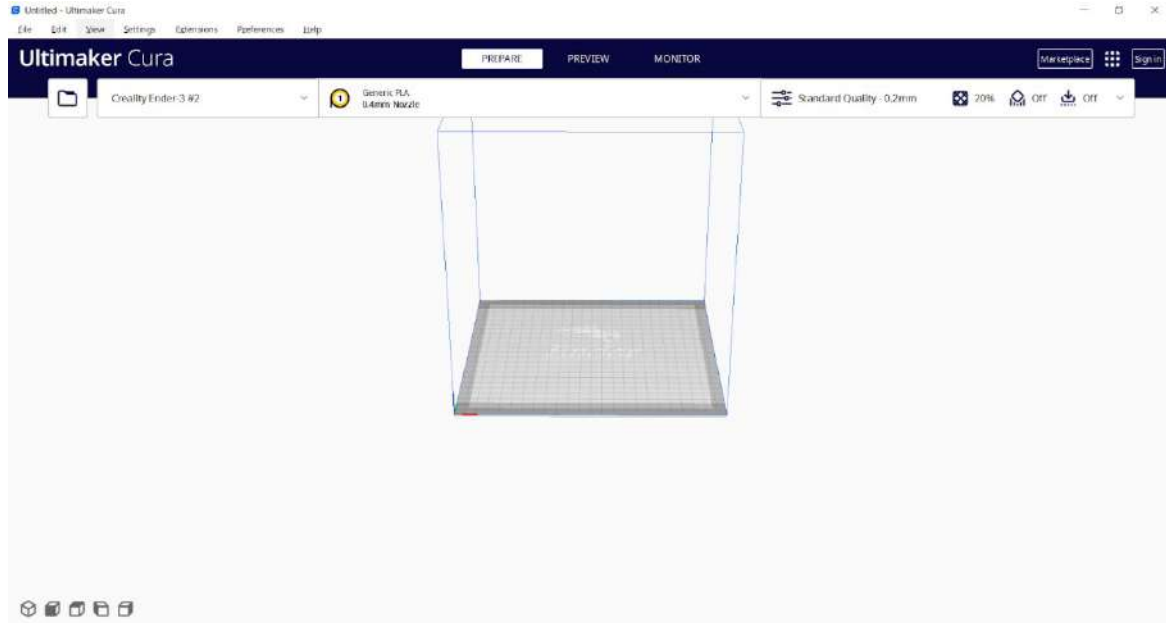 Untitled - Ultimaker Cura
File Edit View Settings Extensions Preferences Help
Ultimaker Cura PREPARE PREVIEW MONITOR Marketplace Sign in
Creality Ender-3 #2
1
Generic PLA
0.4mm Nozzle
Standard Quality - 0.2mm 20% Off Off